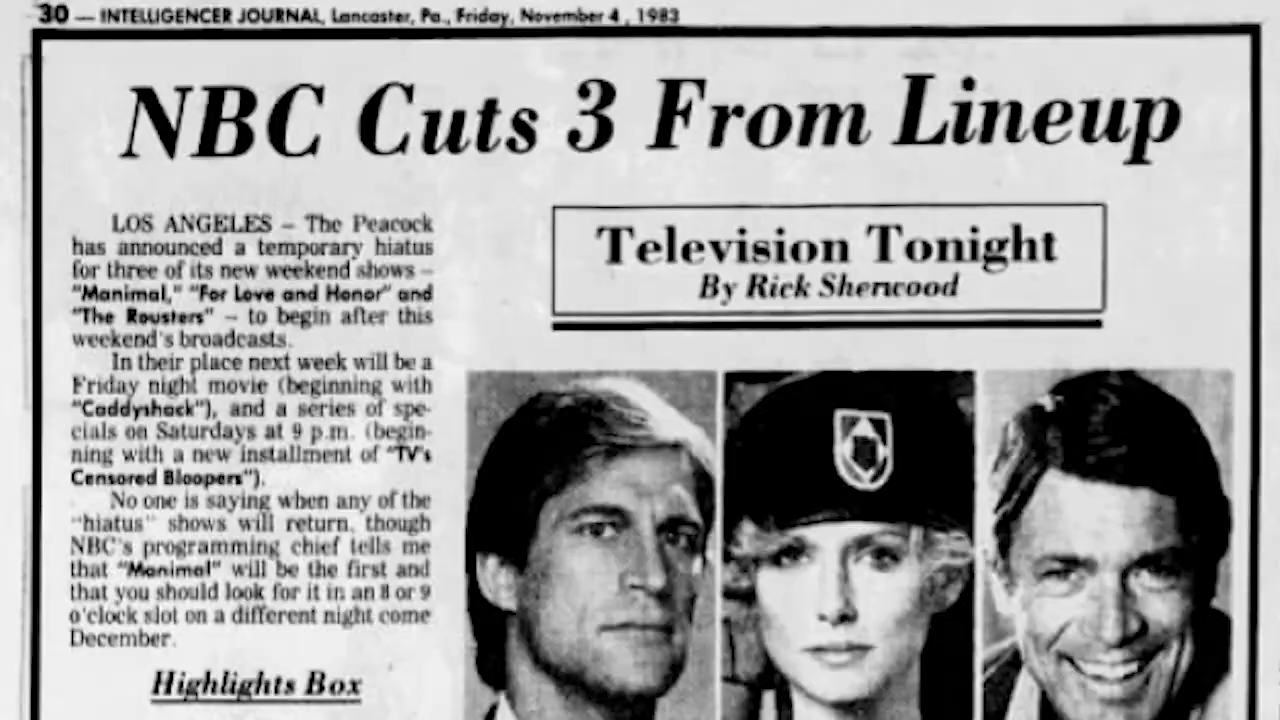 30 — INTELLIGENCER JOURNAL, Lancaster, Pa., Friday, November 4, 1983
NBC Cuts 3 From Lineup
LOS ANGELES – The Peacock
has announced a temporary hiatus
for three of its new weekend shows –
"Manimal," "For Love and Honor" and
"The Rousters" – to begin after this
weekend's broadcasts.
In their place next week will be a
Friday night movie (beginning with
"Caddyshack"), and a series of spe-
cials on Saturdays at 9 p.m. (begin-
ning with a new installment of "TV's
Censored Bloopers").
No one is saying when any of the
"hiatus" shows will return, though
NBC's programming chief tells me
that "Manimal" will be the first and
that you should look for it in an 8 or 9
o'clock slot on a different night come
December.
Highlights Box
Television Tonight
By Rick Sherwood